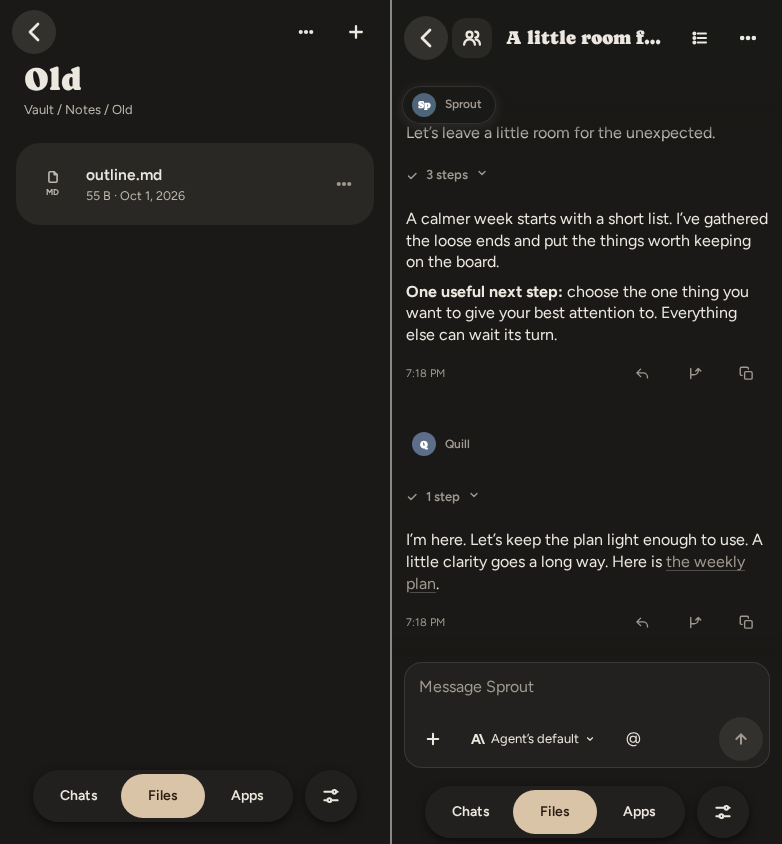 Old
Vault / Notes / Old
MD
outline.md
55 B · Oct 1, 2026
Chats
Files
Apps
A little room f...
Sp
Sprout
Let’s leave a little room for the unexpected.
3 steps
A calmer week starts with a short list. I’ve gathered
the loose ends and put the things worth keeping
on the board.
One useful next step: choose the one thing you
want to give your best attention to. Everything
else can wait its turn.
7:18 PM
Q
Quill
1 step
I’m here. Let’s keep the plan light enough to use. A
little clarity goes a long way. Here is the weekly
plan.
7:18 PM
Message Sprout
A\ Agent’s default
@
Chats
Files
Apps